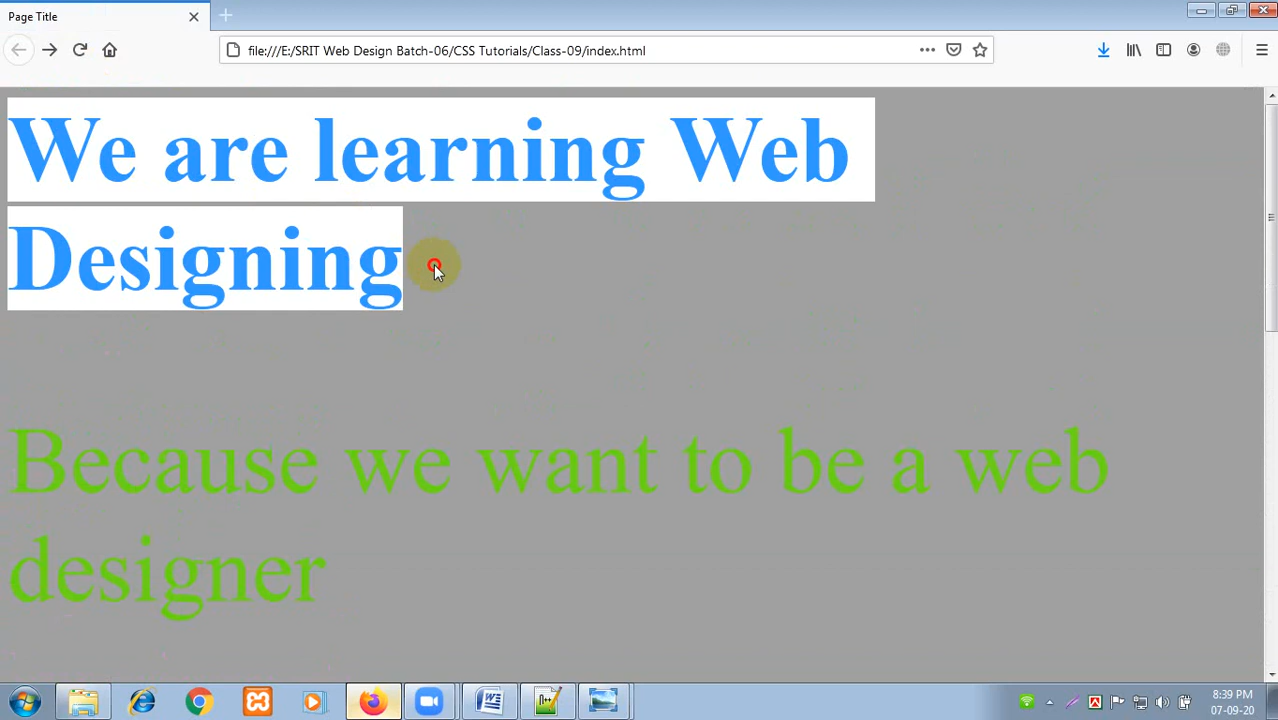 Page Title
file:///E:/SRIT Web Design Batch-06/CSS Tutorials/Class-09/index.html
We are learning Web
Designing
Because we want to be a web
designer
8:39 PM
07-09-20